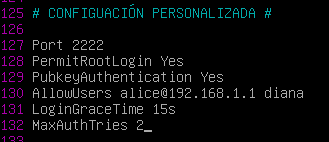 125 # CONFIGUACIÓN PERSONALIZADA #
126
127 Port 2222
128 PermitRootLogin Yes
129 PubkeyAuthentication Yes
130 AllowUsers alice@192.168.1.1 diana
131 LoginGraceTime 15s
132 MaxAuthTries 2_